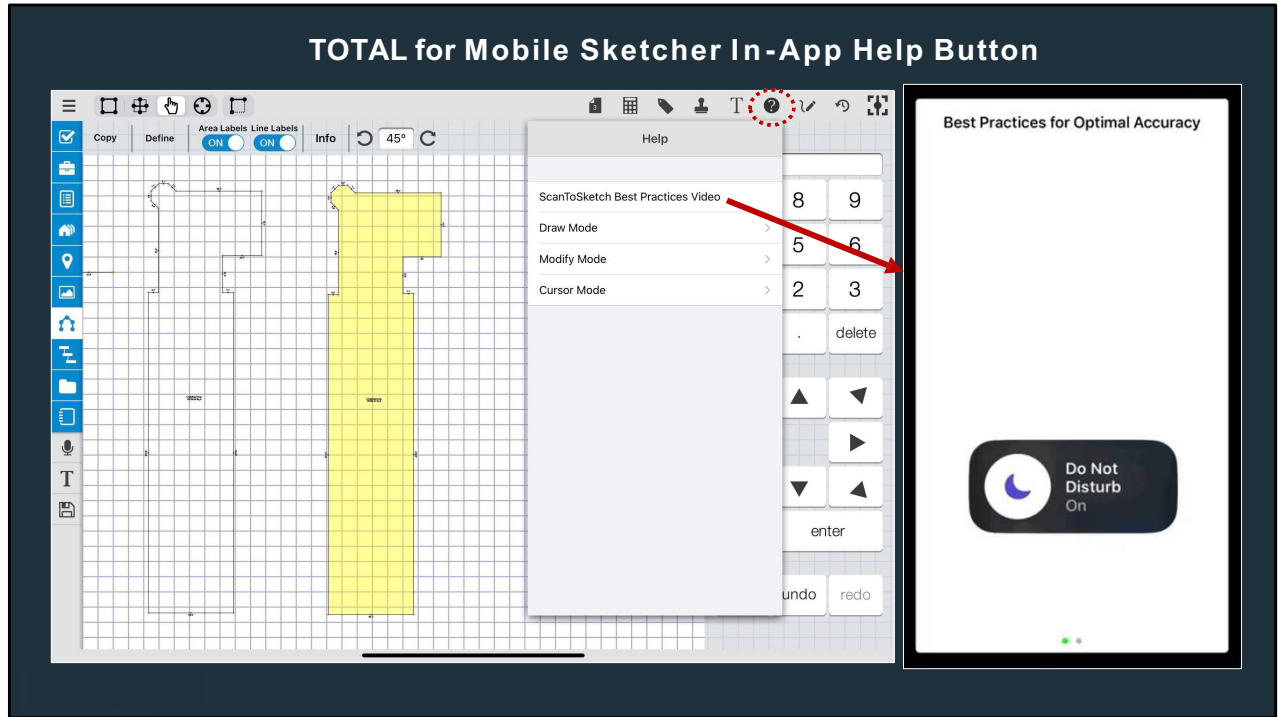 TOTAL for Mobile Sketcher In-App Help Button
T
Copy
Define
Area Labels Line Labels
ON ON
Info
45°
Help
ScanToSketch Best Practices Video
Draw Mode
Modify Mode
Cursor Mode
8 9
5 6
2 3
. delete
enter
undo redo
T
Best Practices for Optimal Accuracy
Do Not
Disturb
On